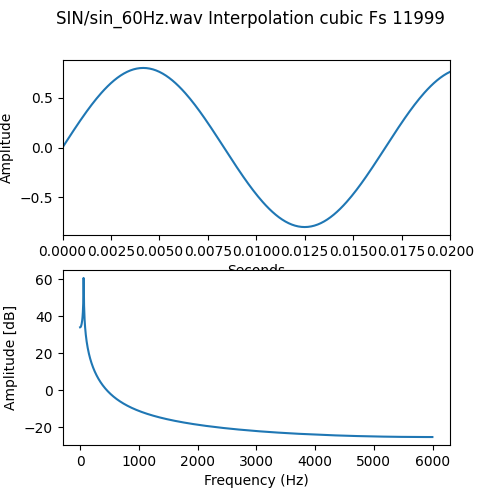 SIN/sin_60Hz.wav Interpolation cubic Fs 11999
Amplitude
0.5
0.0
−0.5
0.0000 0.0025 0.0050 0.0075 0.0100 0.0125 0.0150 0.0175 0.0200
Seconds
Amplitude [dB]
60
40
20
0
−20
0 1000 2000 3000 4000 5000 6000
Frequency (Hz)